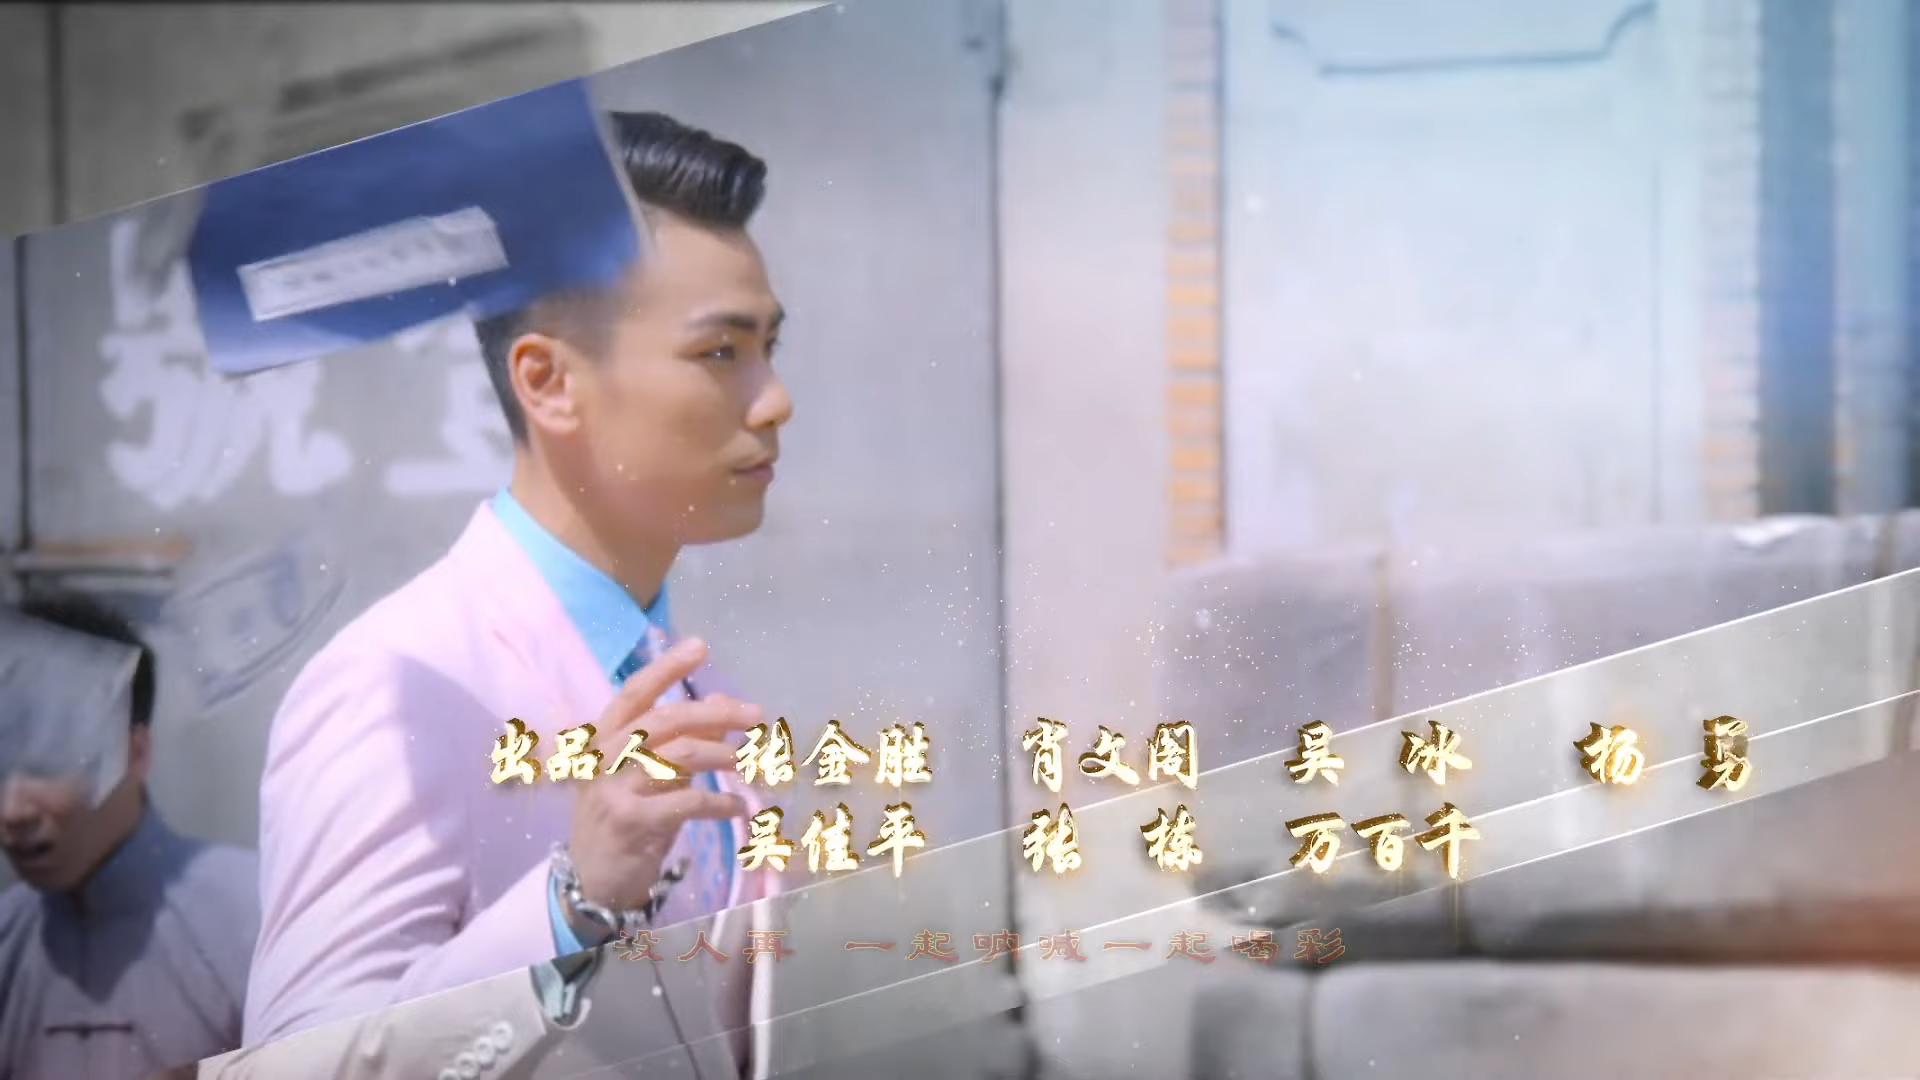 出品人 张金胜 肖文阁 吴 冰 杨 勇
吴佳平 张 栋 万百千
没人再 一起呐喊一起喝彩